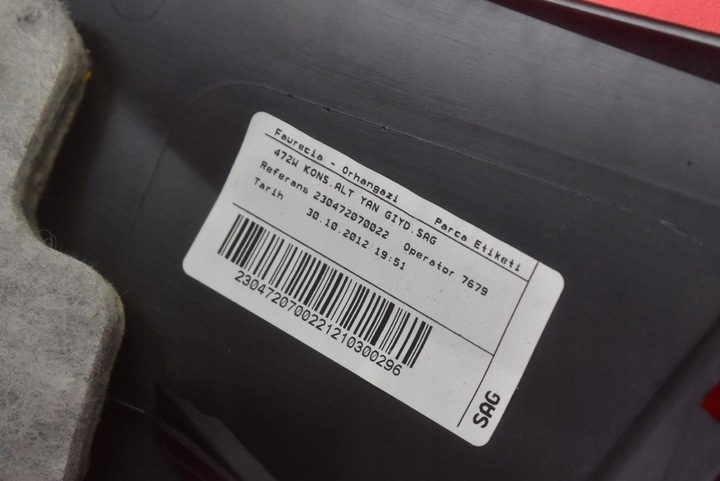 Faurecia - Orhangazi Parca Etiketi
472W KONS.ALT YAN GIYD.SAG
Referans 230472070022 Operator 7679
Tarih 30.10.2012 19:51
2304720700221210300296
SAG